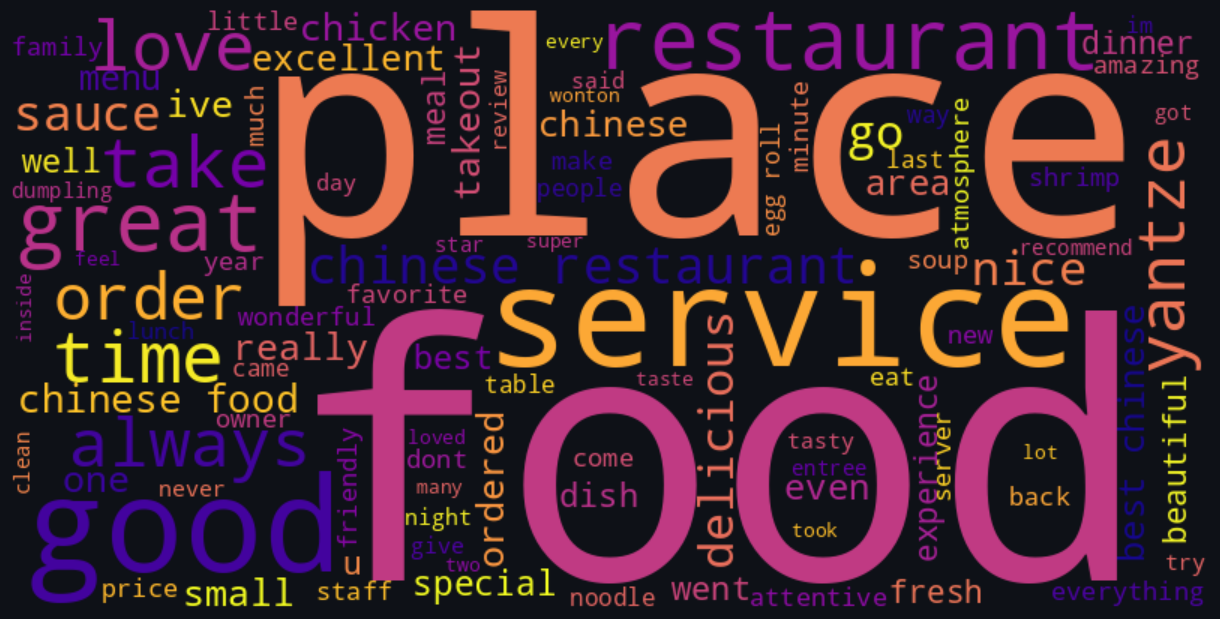 little
chicken
every
restaurant
im
family
love
excellent
dinner
menu
said
amazing
sauce
ive
much
meal
takeout
review
wonton
chinese
place
minute
go
way
got
well
take
make
last
atmosphere
dumpling
day
people
egg roll
area
shrimp
great
star
super
recommend
yantze
feel
year
chinese restaurant
soup
nice
inside
order
favorite
service
wonderful
lunch
time
really
best
new
came
table
taste
delicious
eat
best chinese
chinese food
owner
food
beautiful
always
friendly
loved
ordered
come
tasty
experience
server
lot
clean
one
never
dont
many
dish
entree
even
back
good
night
took
give
u
two
try
price
small
staff
special
noodle
went
attentive
fresh
everything